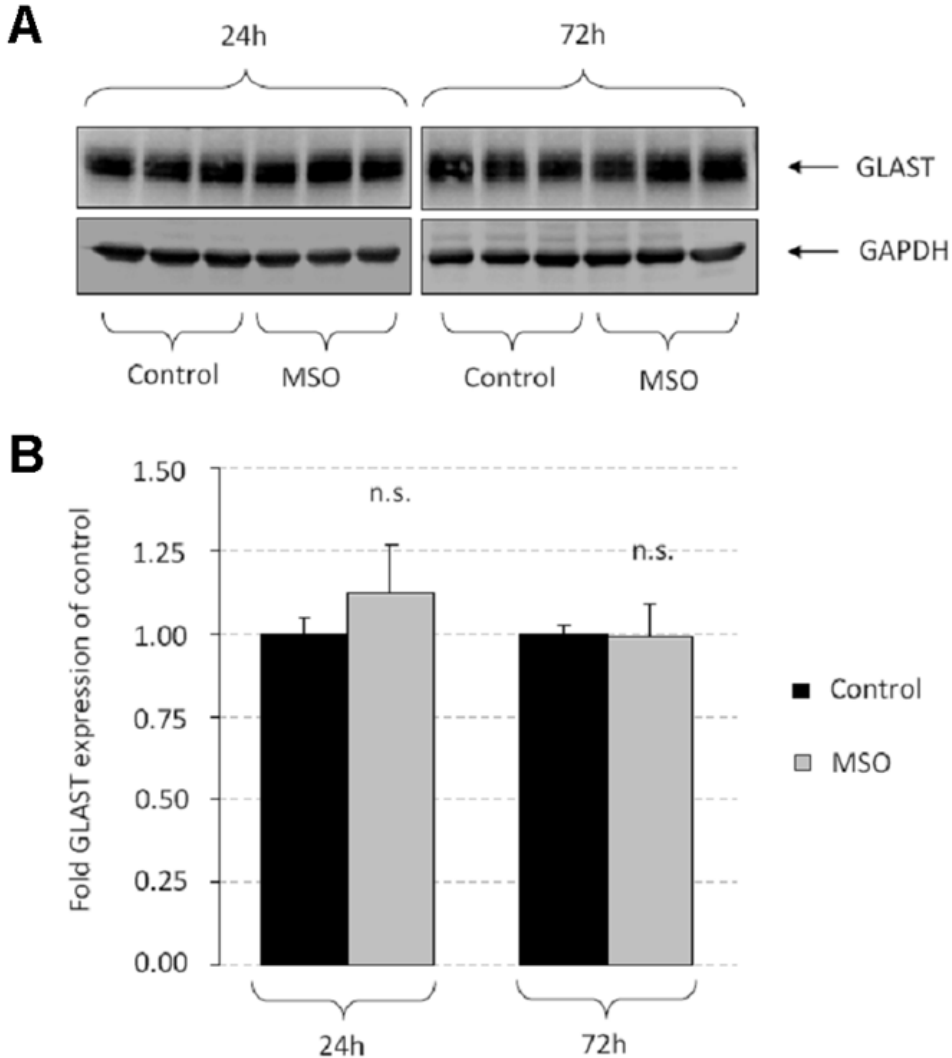 A
24h 72h
GLAST
GAPDH
Control MSO Control MSO
B
Fold GLAST expression of control
1.50
n.s.
1.25
n.s.
1.00
0.75
0.50
0.25
0.00
24h 72h
Control
MSO